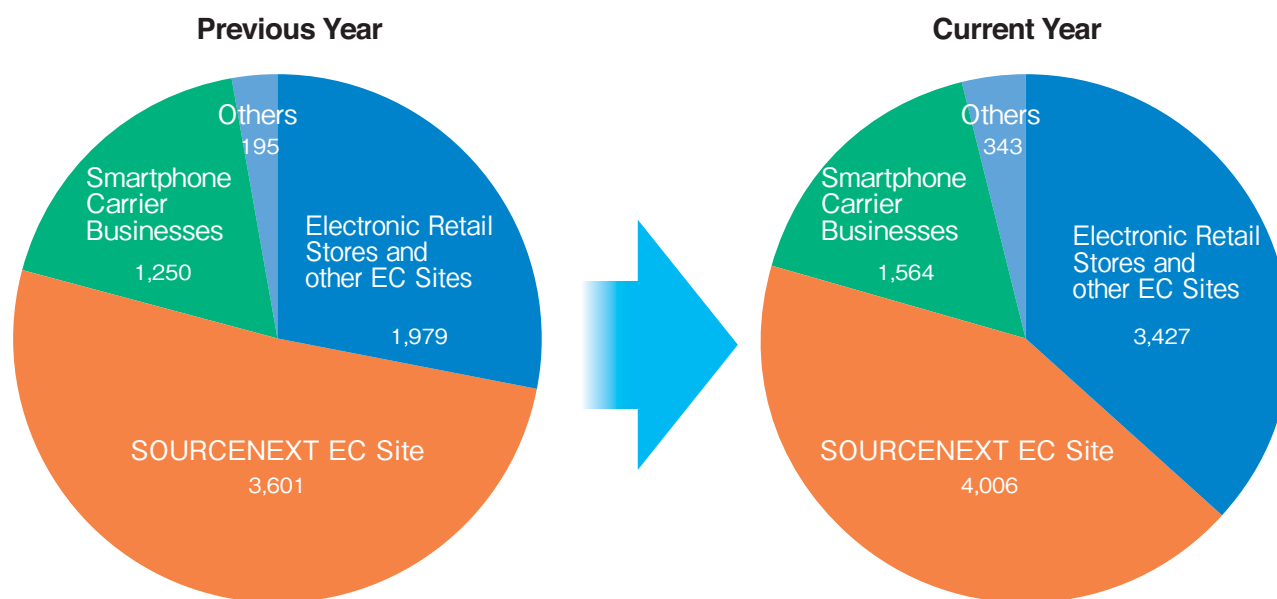 Previous Year
Others
195
Smartphone
Carrier
Businesses
1,250
Electronic Retail
Stores and
other EC Sites
1,979
SOURCENEXT EC Site
3,601
Current Year
Others
343
Smartphone
Carrier
Businesses
1,564
Electronic Retail
Stores and
other EC Sites
3,427
SOURCENEXT EC Site
4,006